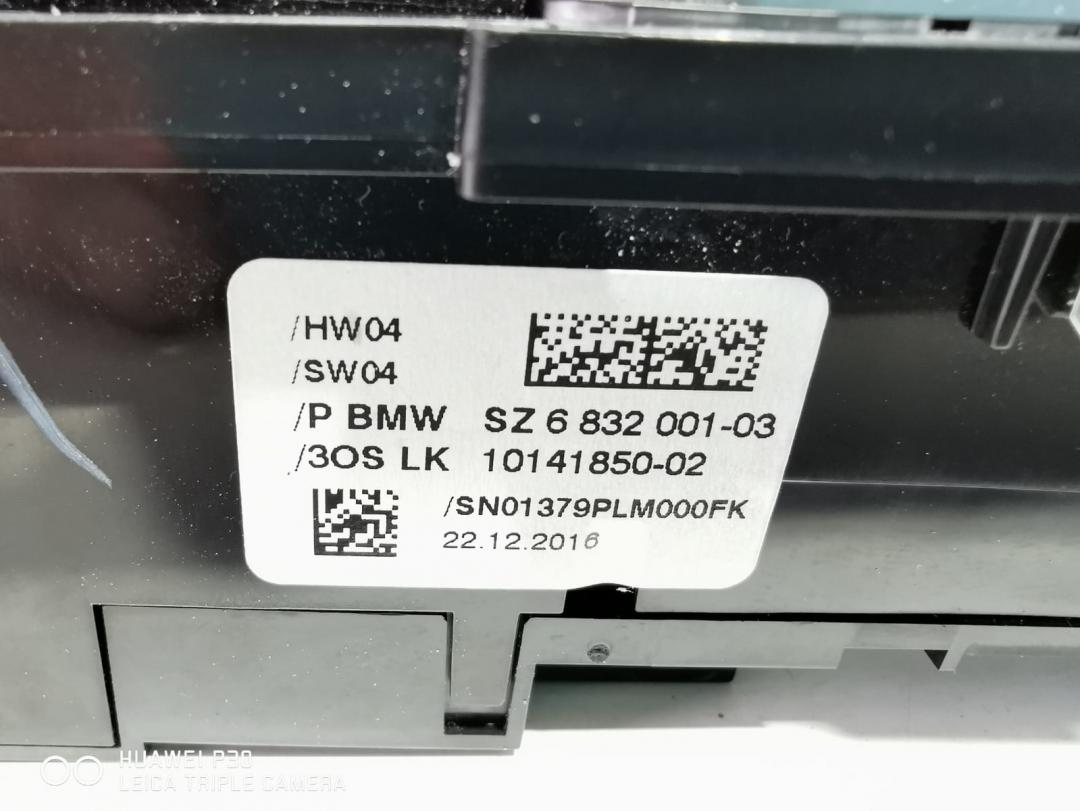 /HW04
/SW04
/P BMW SZ 6 832 001-03
/3OS LK 10141850-02
/SN01379PLM000FK
22.12.2016
HUAWEI P30
LEICA TRIPLE CAMERA